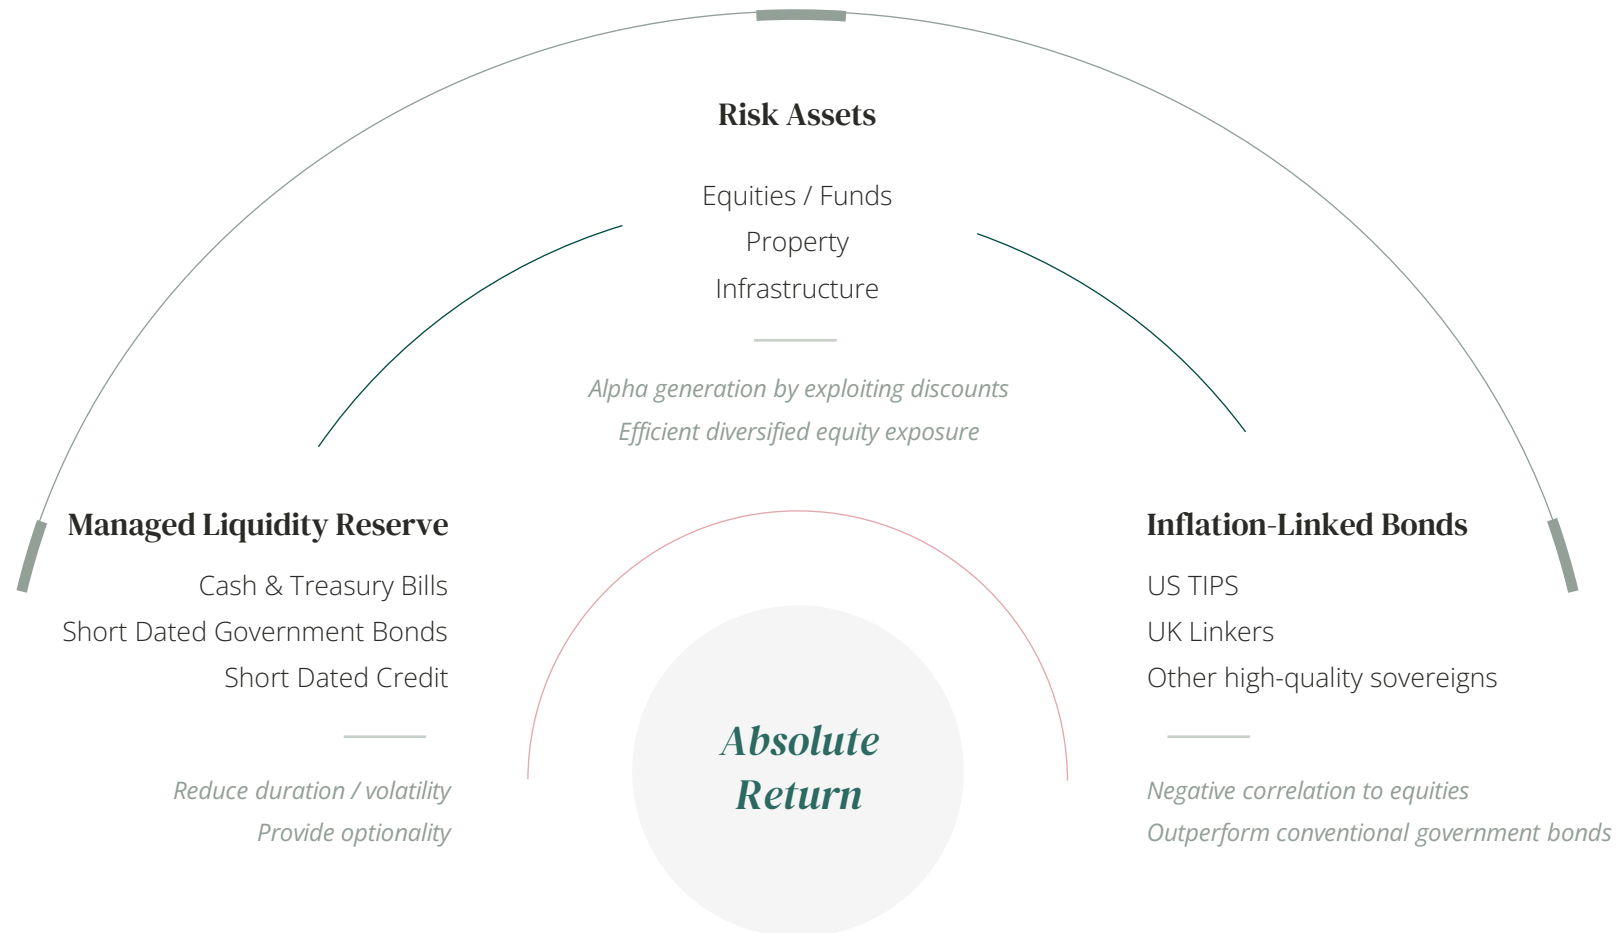 Risk Assets
Equities / Funds
Property
Infrastructure
Alpha generation by exploiting discounts
Efficient diversified equity exposure
Managed Liquidity Reserve
Cash & Treasury Bills
Short Dated Government Bonds
Short Dated Credit
Reduce duration / volatility
Provide optionality
Absolute
Return
Inflation-Linked Bonds
US TIPS
UK Linkers
Other high-quality sovereigns
Negative correlation to equities
Outperform conventional government bonds